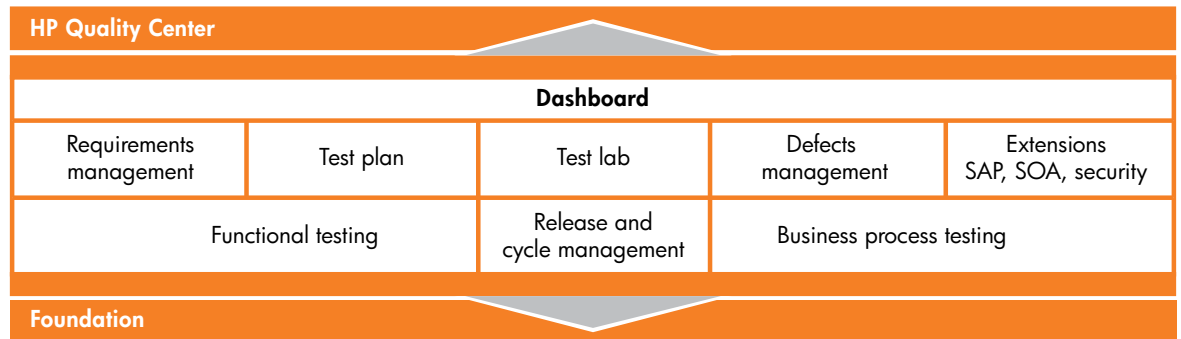 HP Quality Center
Dashboard
Requirements
management
Test plan
Test lab
Defects
management
Extensions
SAP, SOA, security
Functional testing
Release and
cycle management
Business process testing
Foundation